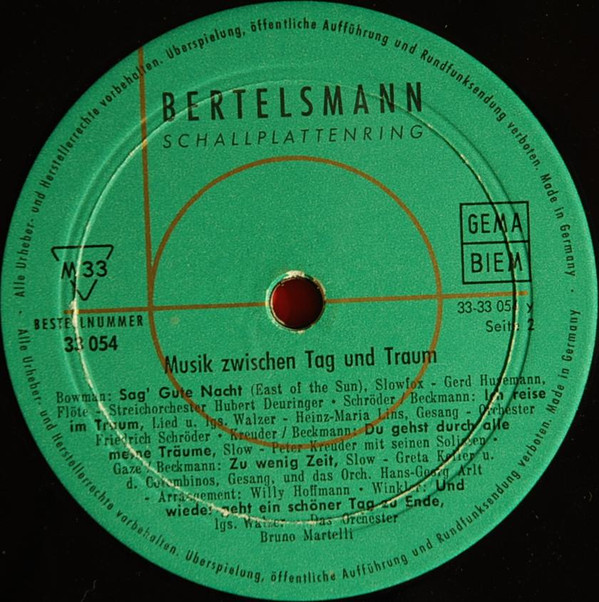 Alle Urheber- und Herstellerrechte vorbehalten. Überspielung, öffentliche Aufführung und Rundfunksendung verboten. Made in Germany
BERTELSMANN
SCHALLPLATTENRING
GEMA
BIEM
M 33
BESTELLNUMMER
33 054
33-33 054 y
Seite 2
Musik zwischen Tag und Traum
Bowman: Sag' Gute Nacht (East of the Sun), Slowfox - Gerd Husemann,
Flöte - Streichorchester Hubert Deuringer • Schröder / Beckmann: Ich reise
im Traum, Lied u. lgs. Walzer - Heinz-Maria Lins, Gesang - Orchester
Friedrich Schröder • Kreuder / Beckmann: Du gehst durch alle
meine Träume, Slow - Peter Kreuder mit seinen Solisten •
Gaze / Beckmann: Zu wenig Zeit, Slow - Greta Keller u.
d. Columbinos, Gesang, und das Orch. Hans-Georg Arlt
- Arrangement: Willy Hoffmann • Winkler: Und
wieder geht ein schöner Tag zu Ende,
lgs. Walzer - Das Orchester
Bruno Martelli
Alle Urheber- und Herstellerrechte vorbehalten. Überspielung, öffentliche Aufführung und Rundfunksendung verboten. Made in Germany